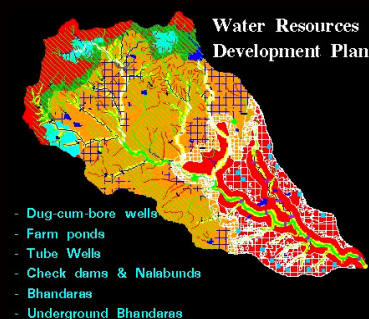 Water Resources
Development Plan
- Dug-cum-bore wells
- Farm ponds
- Tube Wells
- Check dams & Nalabunds
- Bhandaras
- Underground Bhandaras